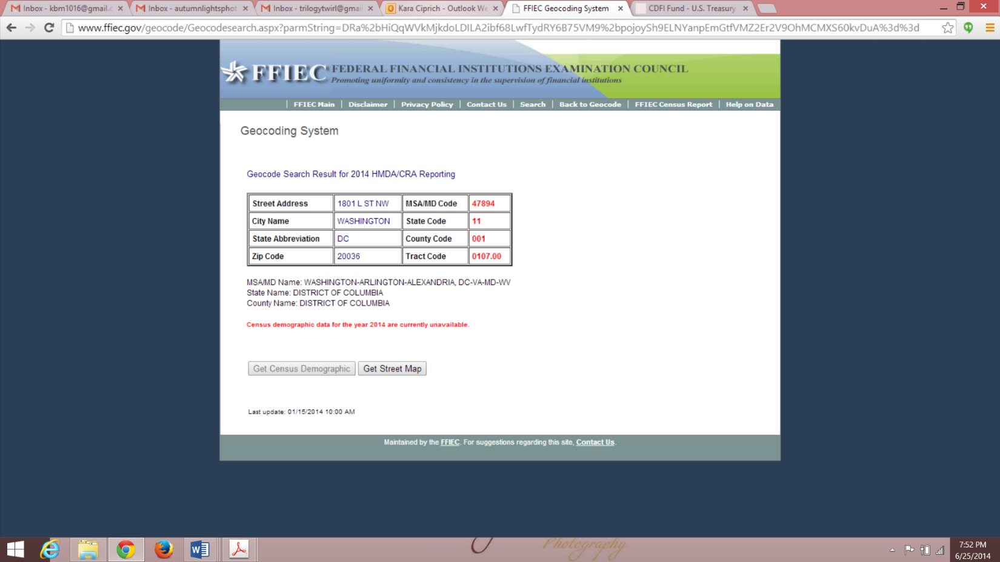 Inbox - kbm1016@gmail.c
Inbox - autumnlightsphot
Inbox - trilogytwirl@gmail
Kara Ciprich - Outlook We
FFIEC Geocoding System
CDFI Fund - U.S. Treasury
www.ffiec.gov/geocode/Geocodesearch.aspx?parmString=DRa%2bHiQqWVkMjkdoLDILA2ibf68LwfTydRY6B75VM9%2bpojoySh9ELNYanpEmGtfVMZ2Er2V9OhMCMXS60kvDuA%3d%3d
FFIEC FEDERAL FINANCIAL INSTITUTIONS EXAMINATION COUNCIL
Promoting uniformity and consistency in the supervision of financial institutions
| FFIEC Main | Disclaimer | Privacy Policy | Contact Us | Search | Back to Geocode | FFIEC Census Report | Help on Data
Geocoding System
Geocode Search Result for 2014 HMDA/CRA Reporting
Street Address 1801 L ST NW MSA/MD Code 47894
City Name WASHINGTON State Code 11
State Abbreviation DC County Code 001
Zip Code 20036 Tract Code 0107.00
MSA/MD Name: WASHINGTON-ARLINGTON-ALEXANDRIA, DC-VA-MD-WV
State Name: DISTRICT OF COLUMBIA
County Name: DISTRICT OF COLUMBIA
Census demographic data for the year 2014 are currently unavailable.
Get Census Demographic Get Street Map
Last update: 01/15/2014 10:00 AM
Maintained by the FFIEC. For suggestions regarding this site, Contact Us.
Photography
7:52 PM
6/25/2014